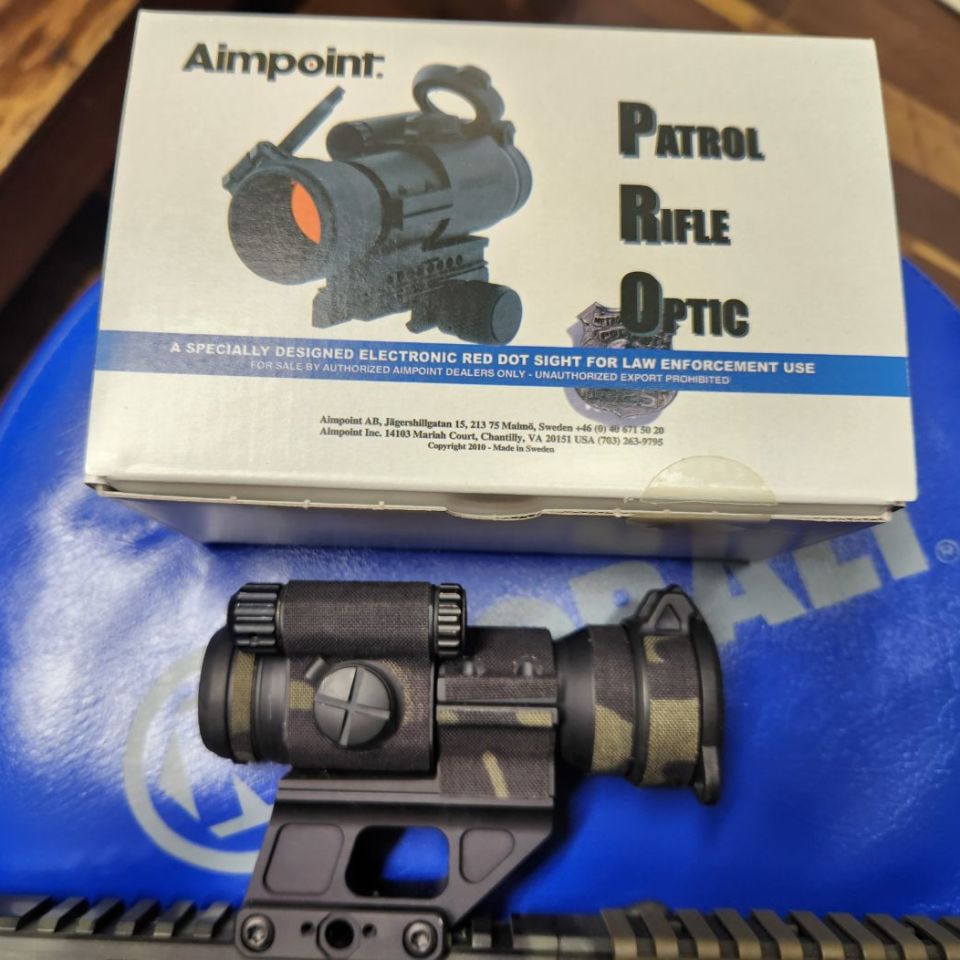 Aimpoint
PATROL
RIFLE
OPTIC
A SPECIALLY DESIGNED ELECTRONIC RED DOT SIGHT FOR LAW ENFORCEMENT USE
FOR SALE BY AUTHORIZED AIMPOINT DEALERS ONLY - UNAUTHORIZED EXPORT PROHIBITED
Aimpoint AB, Jägershillgatan 15, 213 75 Malmö, Sweden +46 (0) 40 671 50 20
Aimpoint Inc. 14103 Mariah Court, Chantilly, VA 20151 USA (703) 263-9795
Copyright 2010 - Made in Sweden